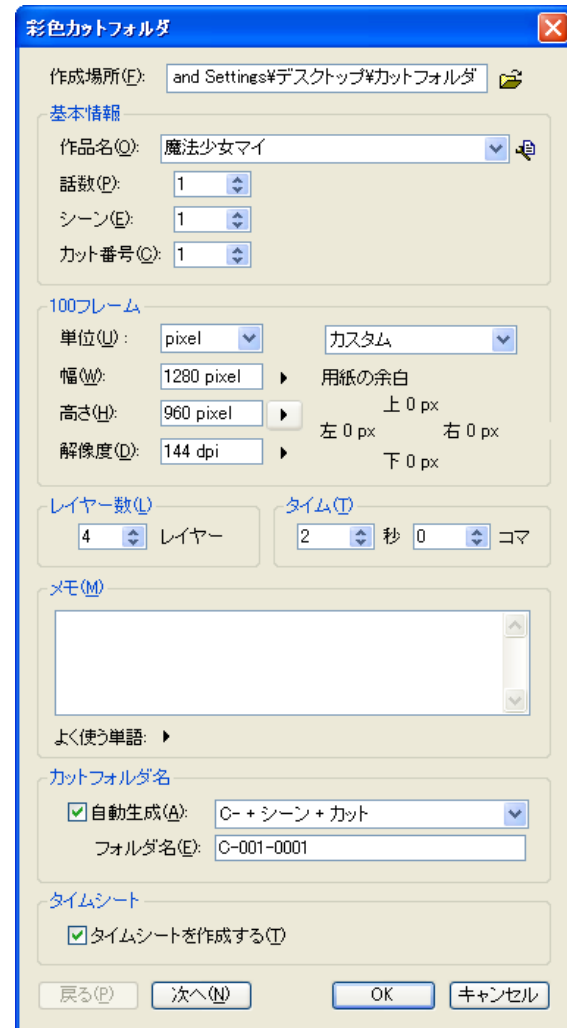 彩色カットフォルダ
作成場所(F): and Settings¥デスクトップ¥カットフォルダ
基本情報
作品名(O): 魔法少女マイ
話数(P): 1
シーン(E): 1
カット番号(C): 1
100フレーム
単位(U) : pixel カスタム
幅(W): 1280 pixel 用紙の余白
上 0 px
高さ(H): 960 pixel
左 0 px 右 0 px
解像度(D): 144 dpi
下 0 px
レイヤー数(L) タイム(T)
4 レイヤー 2 秒 0 コマ
メモ(M)
よく使う単語:
カットフォルダ名
自動生成(A): C- + シーン + カット
フォルダ名(E): C-001-0001
タイムシート
タイムシートを作成する(T)
戻る(P) 次へ(N) OK キャンセル